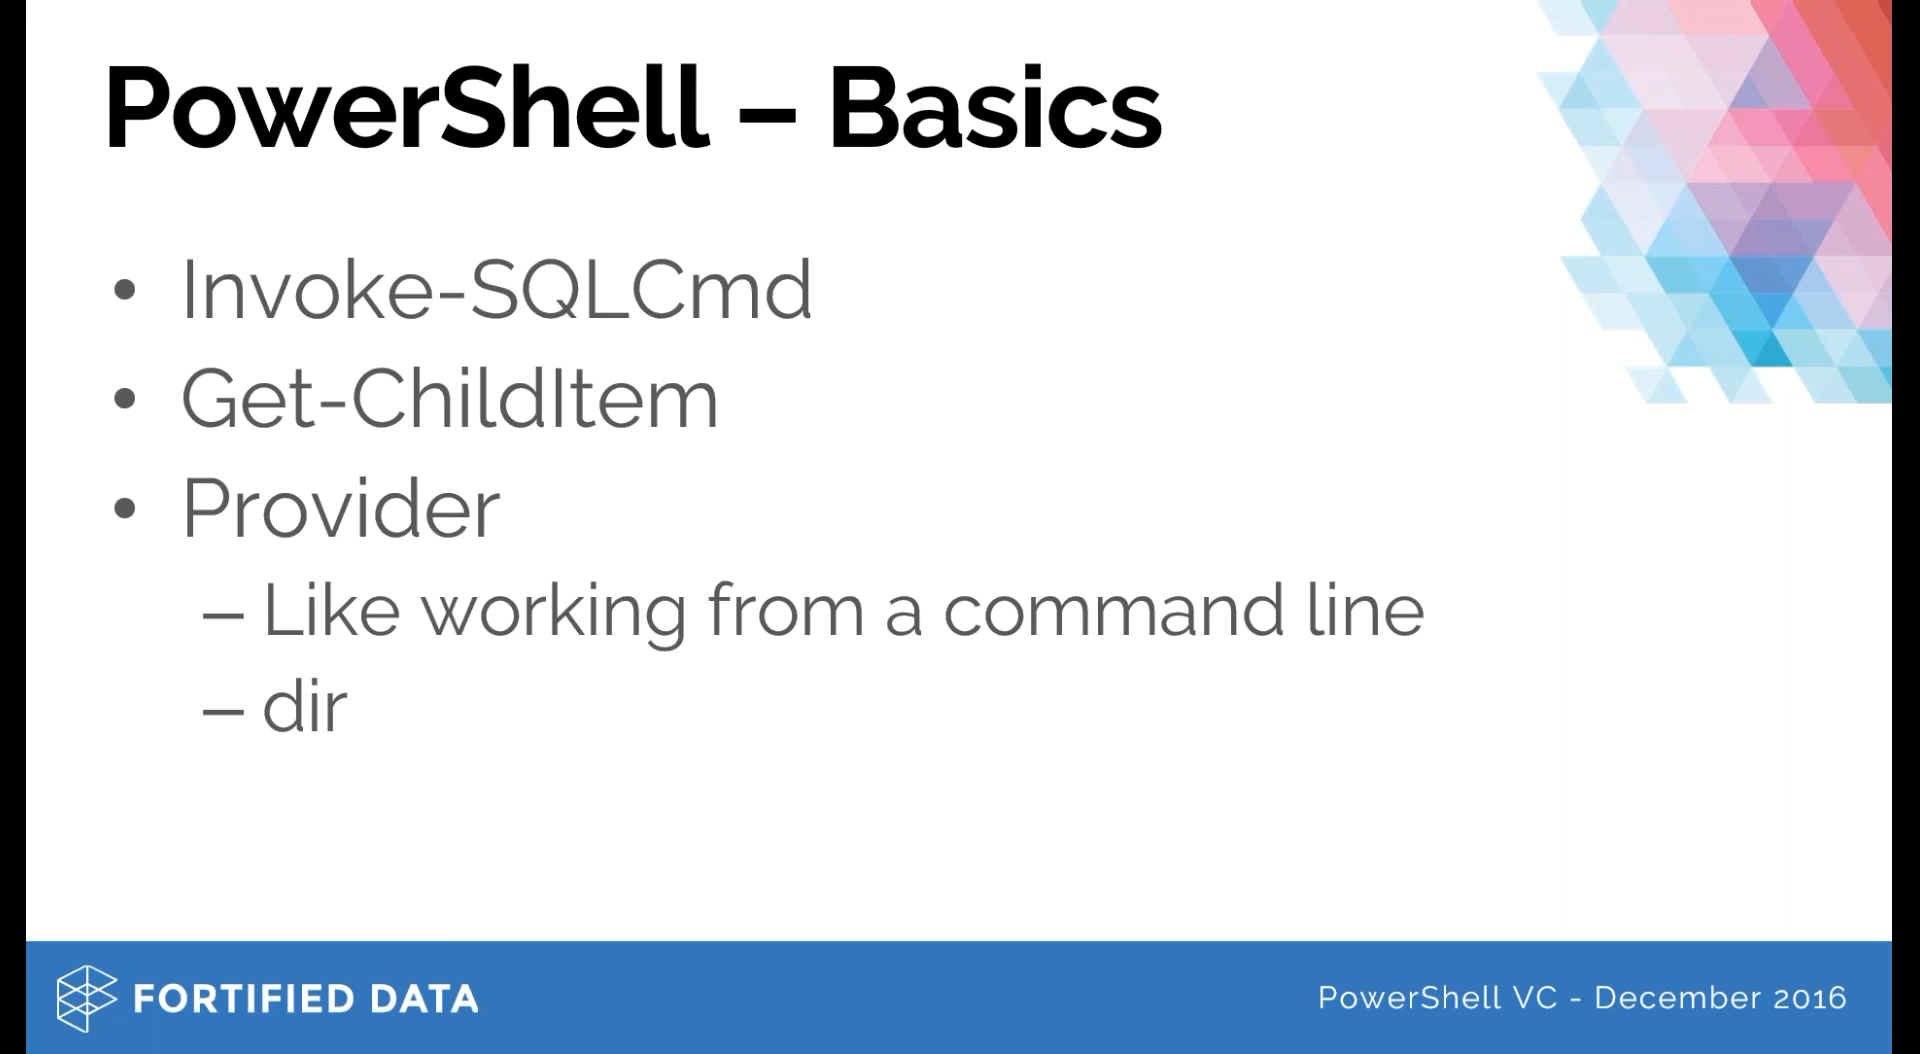 PowerShell – Basics
• Invoke-SQLCmd
• Get-ChildItem
• Provider
– Like working from a command line
– dir
FORTIFIED DATA
PowerShell VC - December 2016